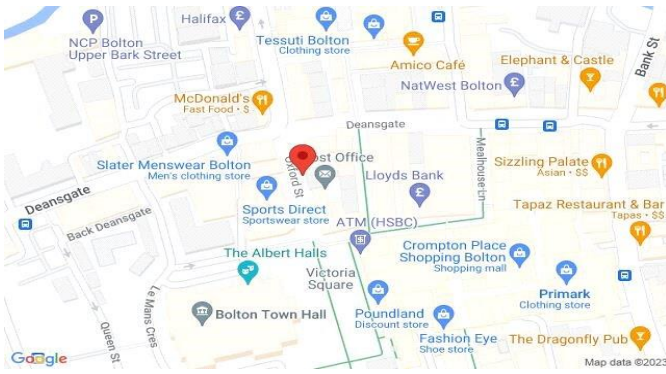 Halifax
NCP Bolton
Upper Bark Street
Tessuti Bolton
Clothing store
Amico Café
Elephant & Castle
Bank St
NatWest Bolton
McDonald's
Fast Food • $
Deansgate
Slater Menswear Bolton
Men's clothing store
Oxford St
ost Office
Lloyds Bank
Mealhouse Ln
Sizzling Palate
Asian • $$
Deansgate
Sports Direct
Sportswear store
Tapaz Restaurant & Bar
Tapas • $$
Back Deansgate
ATM (HSBC)
The Albert Halls
Crompton Place
Shopping Bolton
Shopping mall
Victoria
Square
Le Mans Cres
Primark
Clothing store
Bolton Town Hall
Poundland
Discount store
Queen St
Fashion Eye
Shoe store
The Dragonfly Pub
Google
Map data ©2023